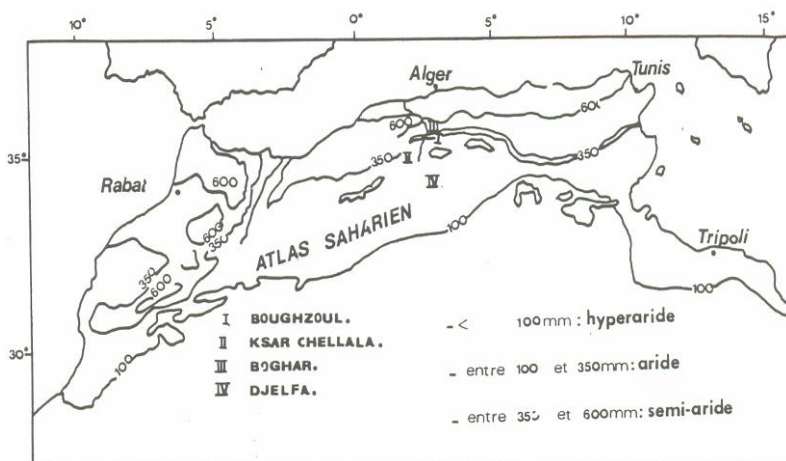 10° 5° 0° 5° 10° 15°
Alger Tunis
600
600 III
I
35° 350 II 350
Rabat 600 IV
600
350 ATLAS SAHÁRIEN 100 Tripoli
350
600 100
I BOUGHZOUL. -< 100mm: hyperaride
II KSAR CHELLALA.
30° III BOGHAR. - entre 100 et 350mm: aride
100 IV DJELFA.
- entre 350 et 600mm: semi-aride